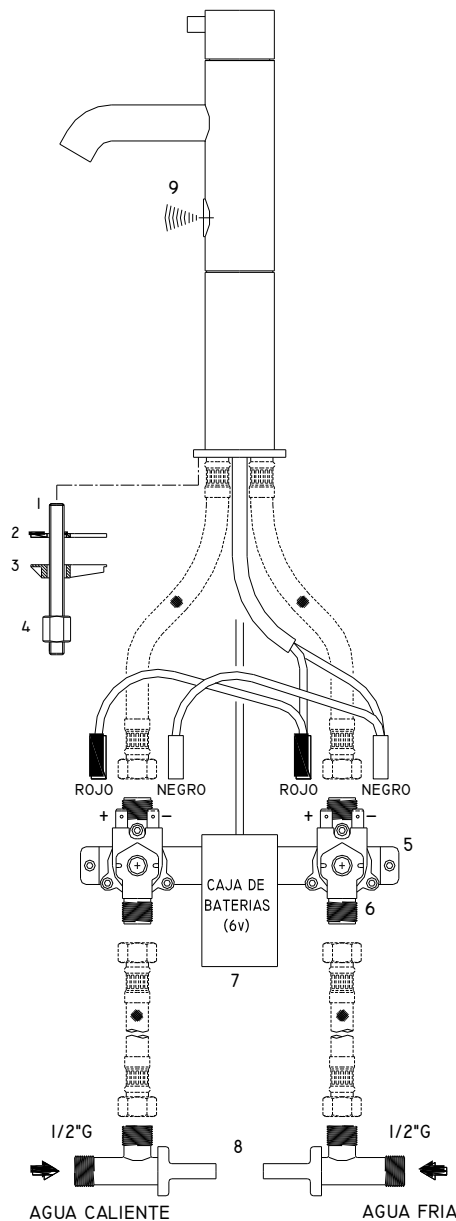 9
1
2
3
4
ROJO NEGRO ROJO NEGRO
+ − + −
5
CAJA DE
BATERIAS
(6v)
6
7
1/2"G 8 1/2"G
AGUA CALIENTE AGUA FRIA